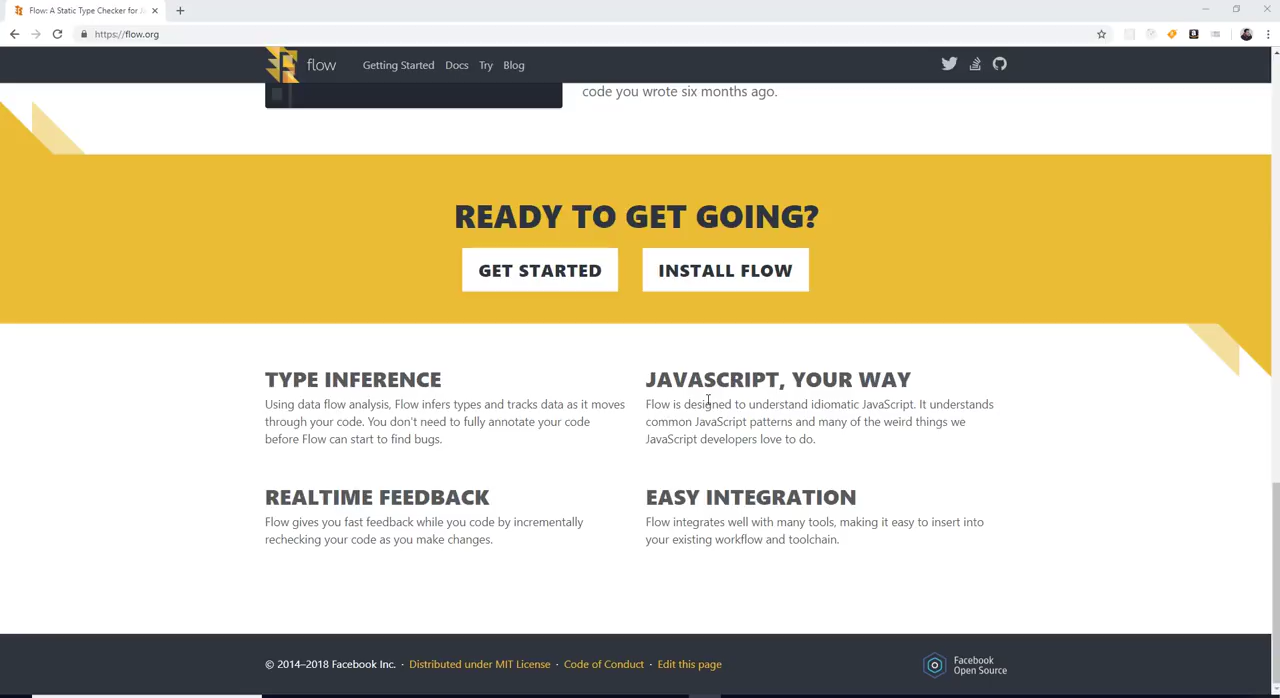 Flow: A Static Type Checker for
https://flow.org
flow Getting Started Docs Try Blog
code you wrote six months ago.
READY TO GET GOING?
GET STARTED INSTALL FLOW
TYPE INFERENCE
Using data flow analysis, Flow infers types and tracks data as it moves
through your code. You don't need to fully annotate your code
before Flow can start to find bugs.
JAVASCRIPT, YOUR WAY
Flow is designed to understand idiomatic JavaScript. It understands
common JavaScript patterns and many of the weird things we
JavaScript developers love to do.
REALTIME FEEDBACK
Flow gives you fast feedback while you code by incrementally
rechecking your code as you make changes.
EASY INTEGRATION
Flow integrates well with many tools, making it easy to insert into
your existing workflow and toolchain.
© 2014–2018 Facebook Inc. · Distributed under MIT License · Code of Conduct · Edit this page
Facebook
Open Source